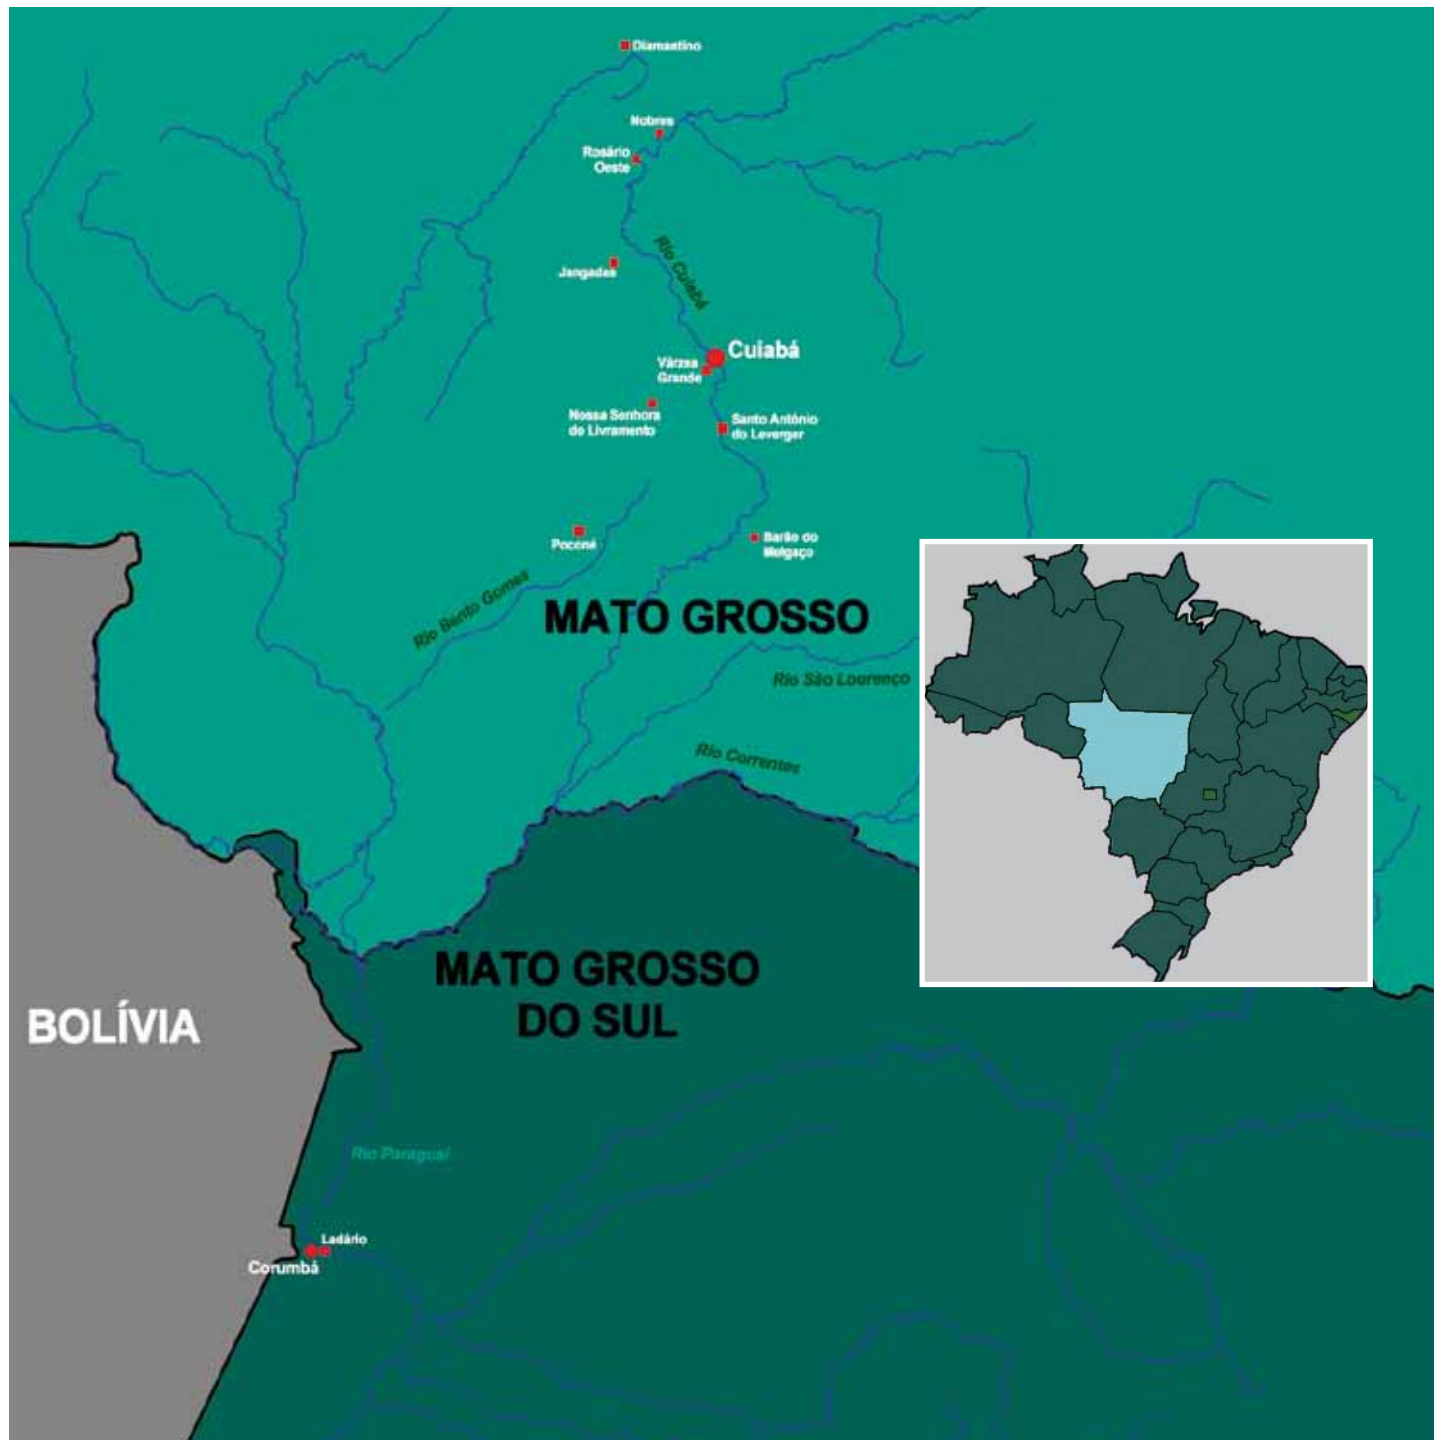 Diamantino
Nobres
Rosário
Oeste
Rio Cuiabá
Jangadas
Cuiabá
Várzea
Grande
Nossa Senhora
do Livramento
Santo Antônio
do Leverger
Poconé
Barão do
Melgaço
Rio Bento Gomes
MATO GROSSO
Rio São Lourenço
Rio Correntes
MATO GROSSO
DO SUL
BOLÍVIA
Rio Paraguai
Ladário
Corumbá